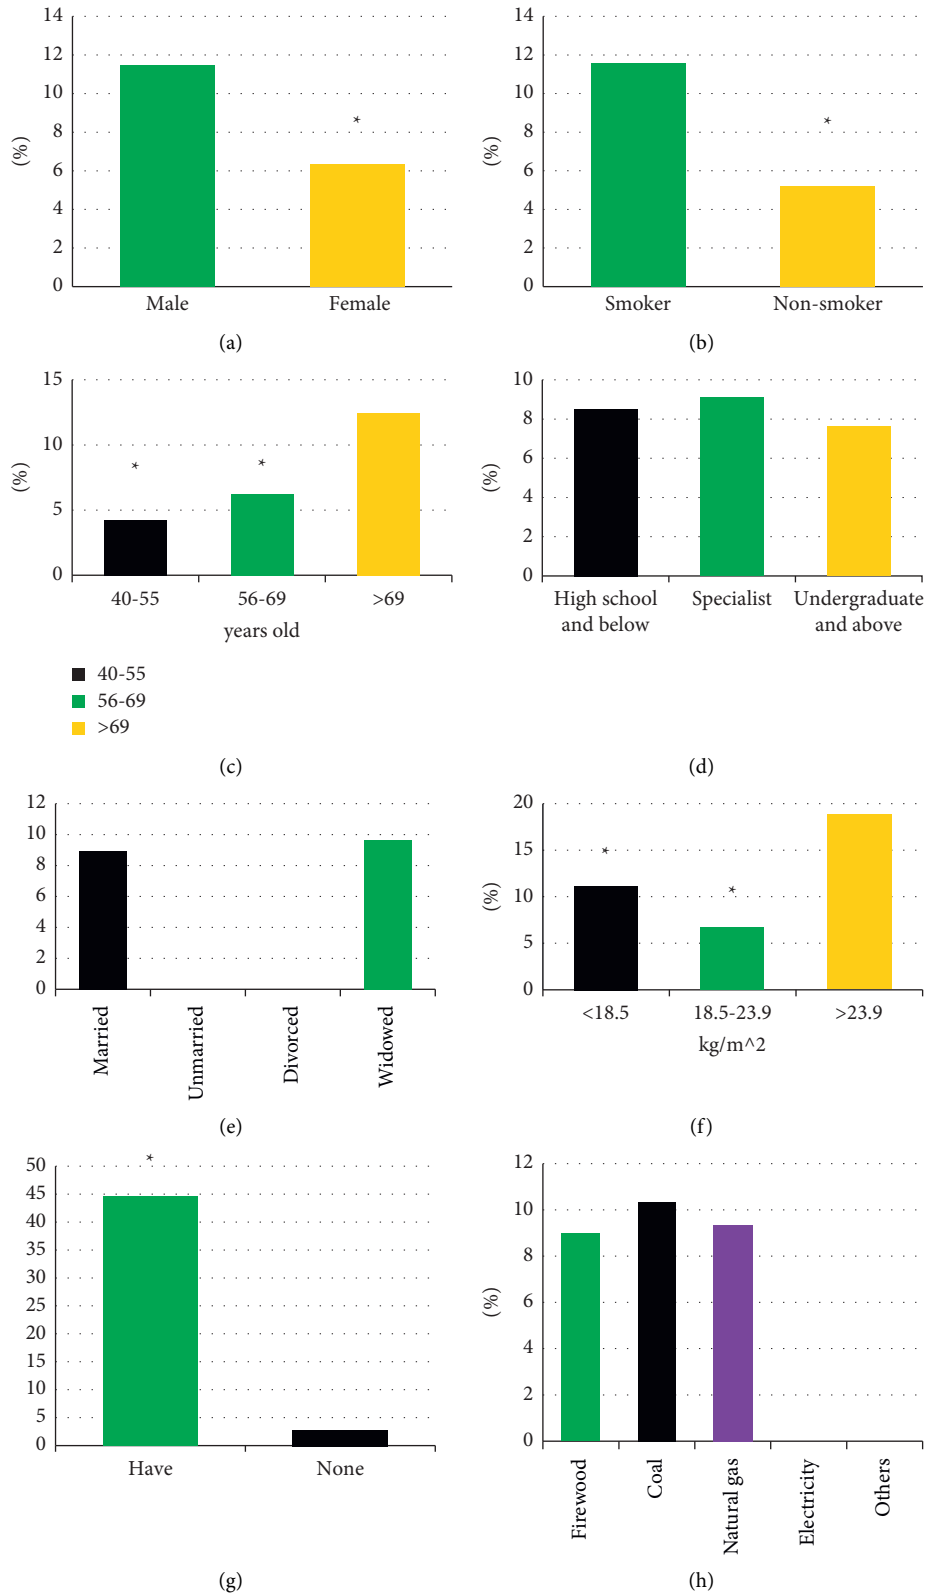 14
12
10
8
6
4
2
0
(%)
*
Male
Female
(a)
14
12
10
8
6
4
2
0
(%)
*
Smoker
Non-smoker
(b)
15
10
5
0
(%)
*
*
40-55
56-69
>69
years old
40-55
56-69
>69
(c)
10
8
6
4
2
0
(%)
High school
and below
Specialist
Undergraduate
and above
(d)
12
10
8
6
4
2
0
Married
Unmarried
Divorced
Widowed
(e)
20
15
10
5
0
(%)
*
*
<18.5
18.5-23.9
>23.9
kg/m^2
(f)
50
45
40
35
30
25
20
15
10
5
0
*
Have
None
(g)
12
10
8
6
4
2
0
(%)
Firewood
Coal
Natural gas
Electricity
Others
(h)